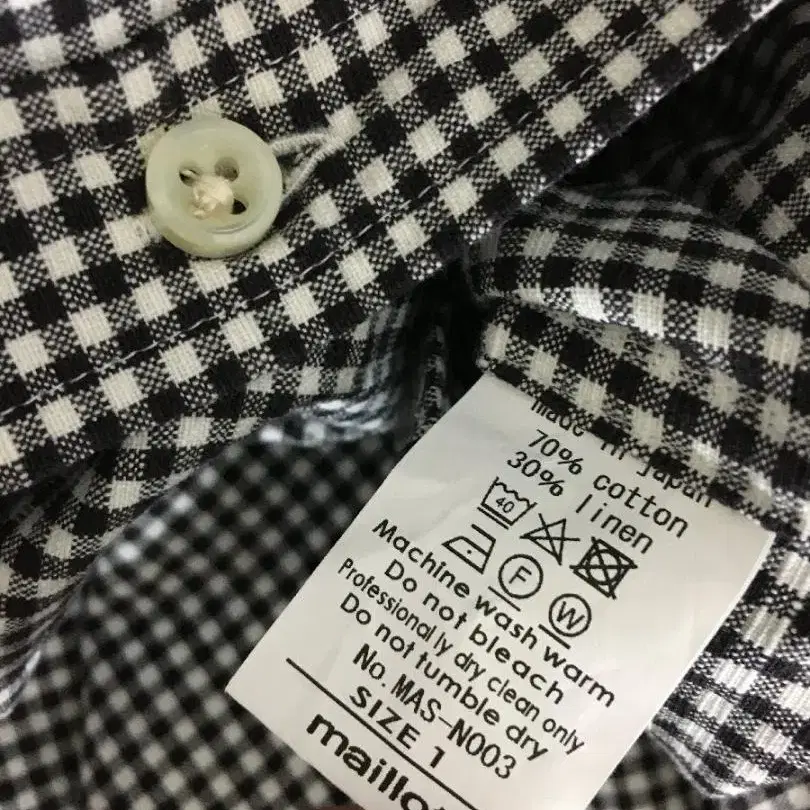 made in japan
70% cotton
30% linen
40
F
W
Machine wash warm
Do not bleach
Professionally dry clean only
Do not tumble dry
No.MAS-N003
SIZE 1